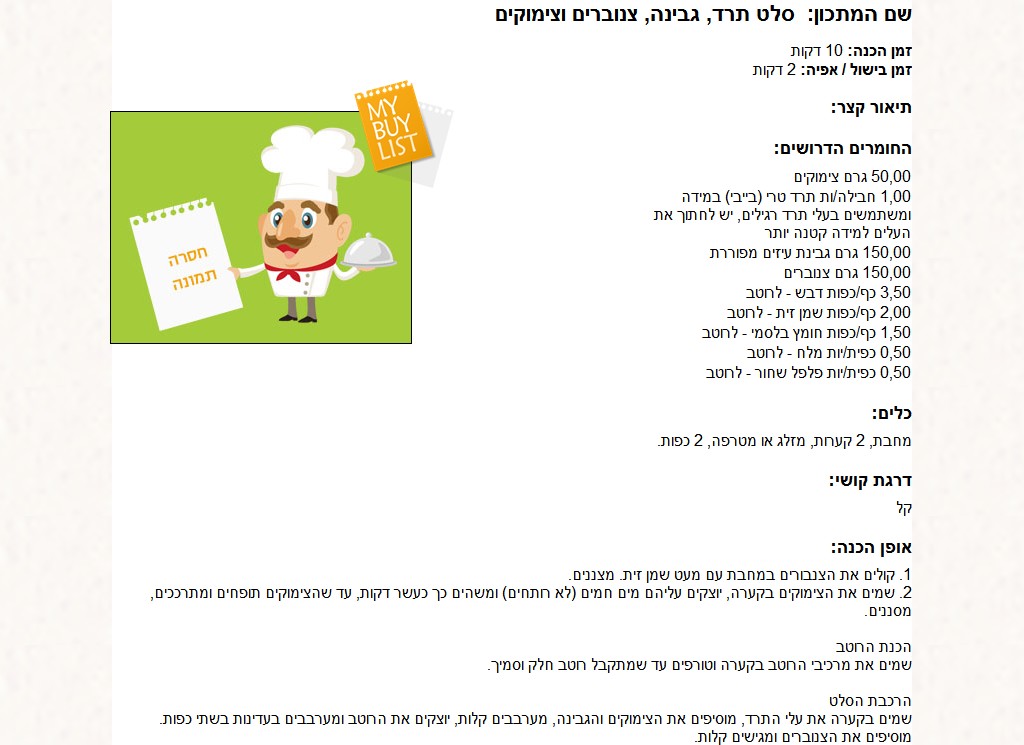 שם המתכון: סלט תרד, גבינה, צנוברים וצימוקים
זמן הכנה: 10 דקות
זמן בישול / אפיה: 2 דקות
תיאור קצר:
החומרים הדרושים:
50,00 גרם צימוקים
1,00 חבילה/ות תרד טרי (בייבי) במידה
ומשתמשים בעלי תרד רגילים, יש לחתוך את
העלים למידה קטנה יותר
150,00 גרם גבינת עיזים מפוררת
150,00 גרם צנוברים
3,50 כף/כפות דבש - לרוטב
2,00 כף/כפות שמן זית - לרוטב
1,50 כף/כפות חומץ בלסמי - לרוטב
0,50 כפית/יות מלח - לרוטב
0,50 כפית/יות פלפל שחור - לרוטב
MY
BUY
LIST
חסרה
תמונה
כלים:
מחבת, 2 קערות, מזלג או מטרפה, 2 כפות.
דרגת קושי:
קל
אופן הכנה:
1. קולים את הצנבורים במחבת עם מעט שמן זית. מצננים.
2. שמים את הצימוקים בקערה, יוצקים עליהם מים חמים (לא רותחים) ומשהים כך כעשר דקות, עד שהצימוקים תופחים ומתרככים,
מסננים.
הכנת הרוטב
שמים את מרכיבי הרוטב בקערה וטורפים עד שמתקבל רוטב חלק וסמיך.
הרכבת הסלט
שמים בקערה את עלי התרד, מוסיפים את הצימוקים והגבינה, מערבבים קלות, יוצקים את הרוטב ומערבבים בעדינות בשתי כפות.
מוסיפים את הצנוברים ומגישים קלות.